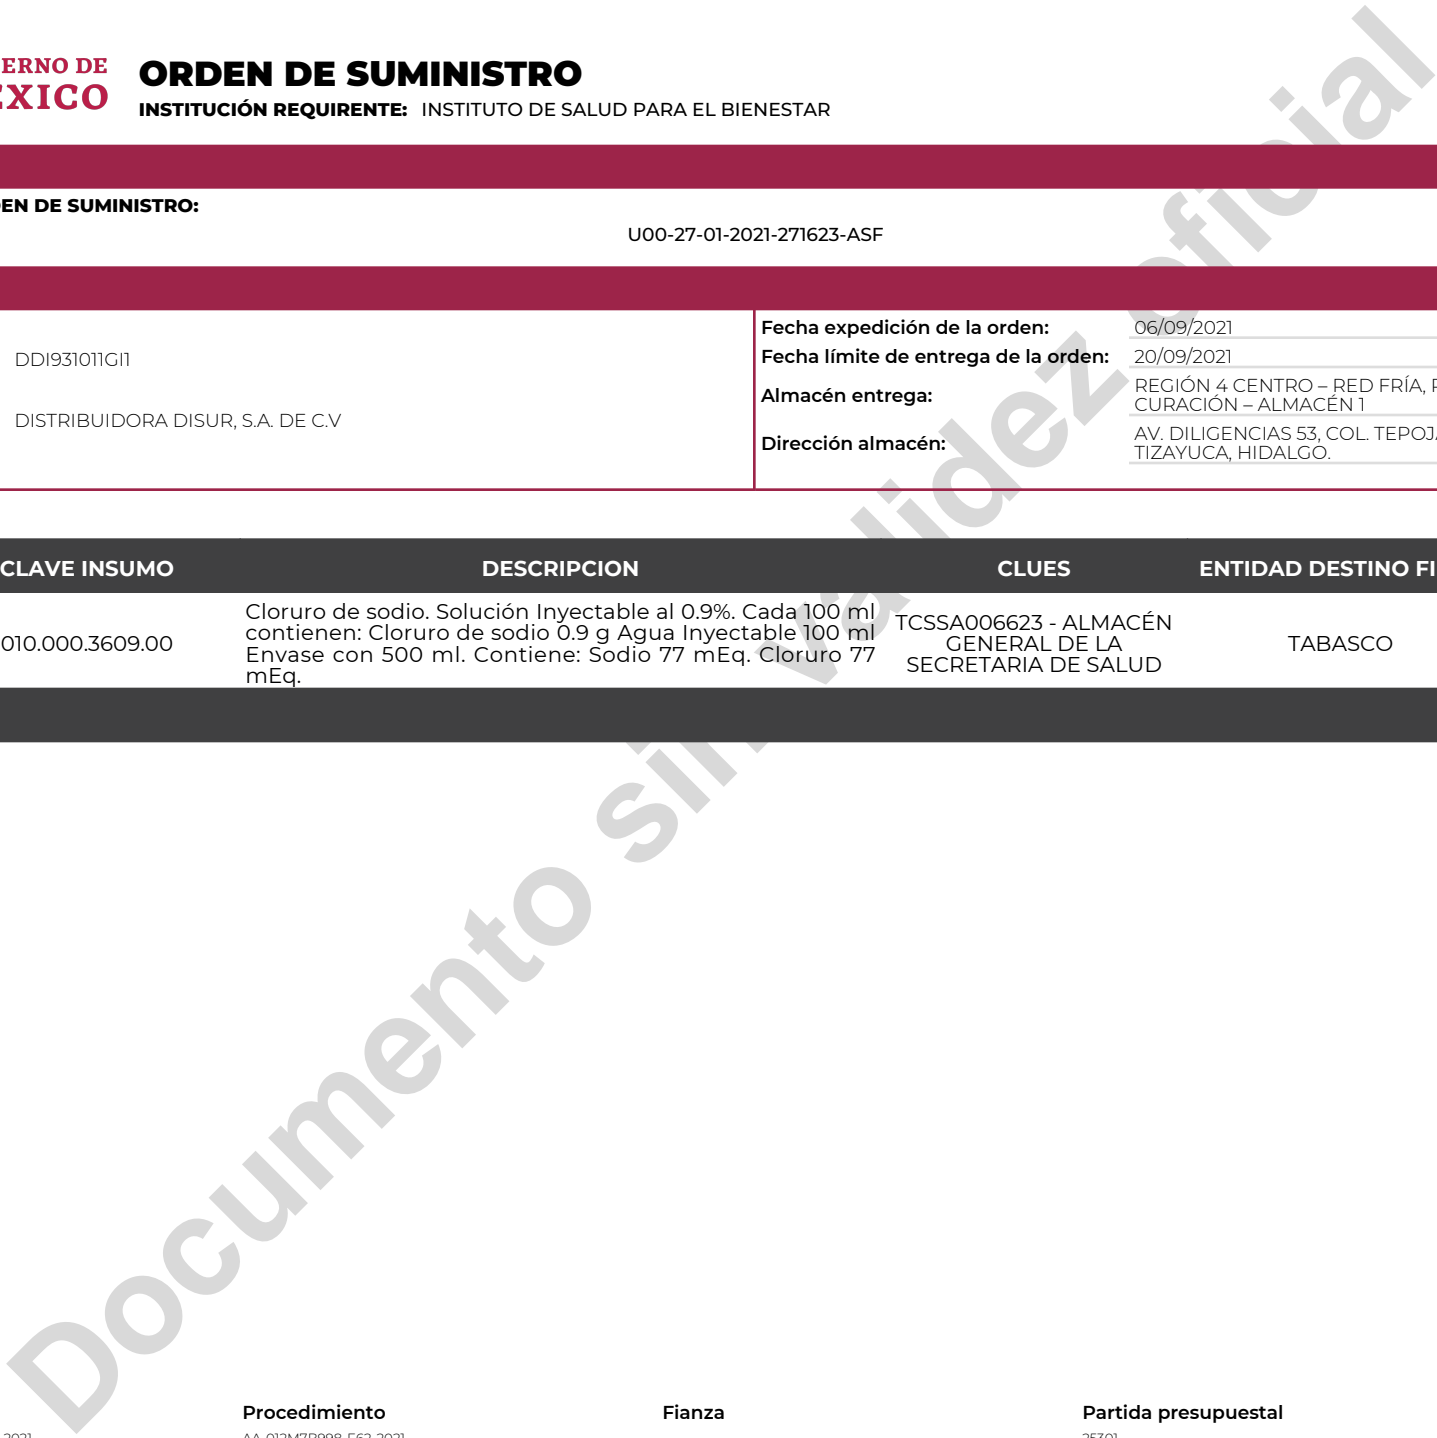 ERNO DE
ÉXICO
ORDEN DE SUMINISTRO
INSTITUCIÓN REQUIRENTE: INSTITUTO DE SALUD PARA EL BIENESTAR
EN DE SUMINISTRO:
U00-27-01-2021-271623-ASF
DDI931011GI1
DISTRIBUIDORA DISUR, S.A. DE C.V
Fecha expedición de la orden: 06/09/2021
Fecha límite de entrega de la orden: 20/09/2021
Almacén entrega: REGIÓN 4 CENTRO – RED FRÍA,
CURACIÓN – ALMACÉN 1
Dirección almacén: AV. DILIGENCIAS 53, COL. TEPOJ
TIZAYUCA, HIDALGO.
CLAVE INSUMO DESCRIPCION CLUES ENTIDAD DESTINO FI
010.000.3609.00
Cloruro de sodio. Solución Inyectable al 0.9%. Cada 100 ml
contienen: Cloruro de sodio 0.9 g Agua Inyectable 100 ml
Envase con 500 ml. Contiene: Sodio 77 mEq. Cloruro 77
mEq.
TCSSA006623 - ALMACÉN
GENERAL DE LA
SECRETARIA DE SALUD
TABASCO
Documento sin validez oficial
Procedimiento Fianza Partida presupuestal